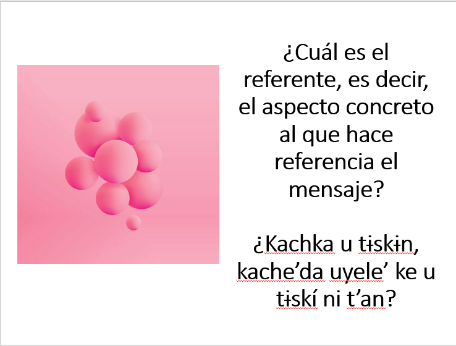 ¿Cuál es el
referente, es decir,
el aspecto concreto
al que hace
referencia el
mensaje?
¿Kachka u tɨskɨn,
kache’da uyele’ ke u
tɨskí ni t’an?